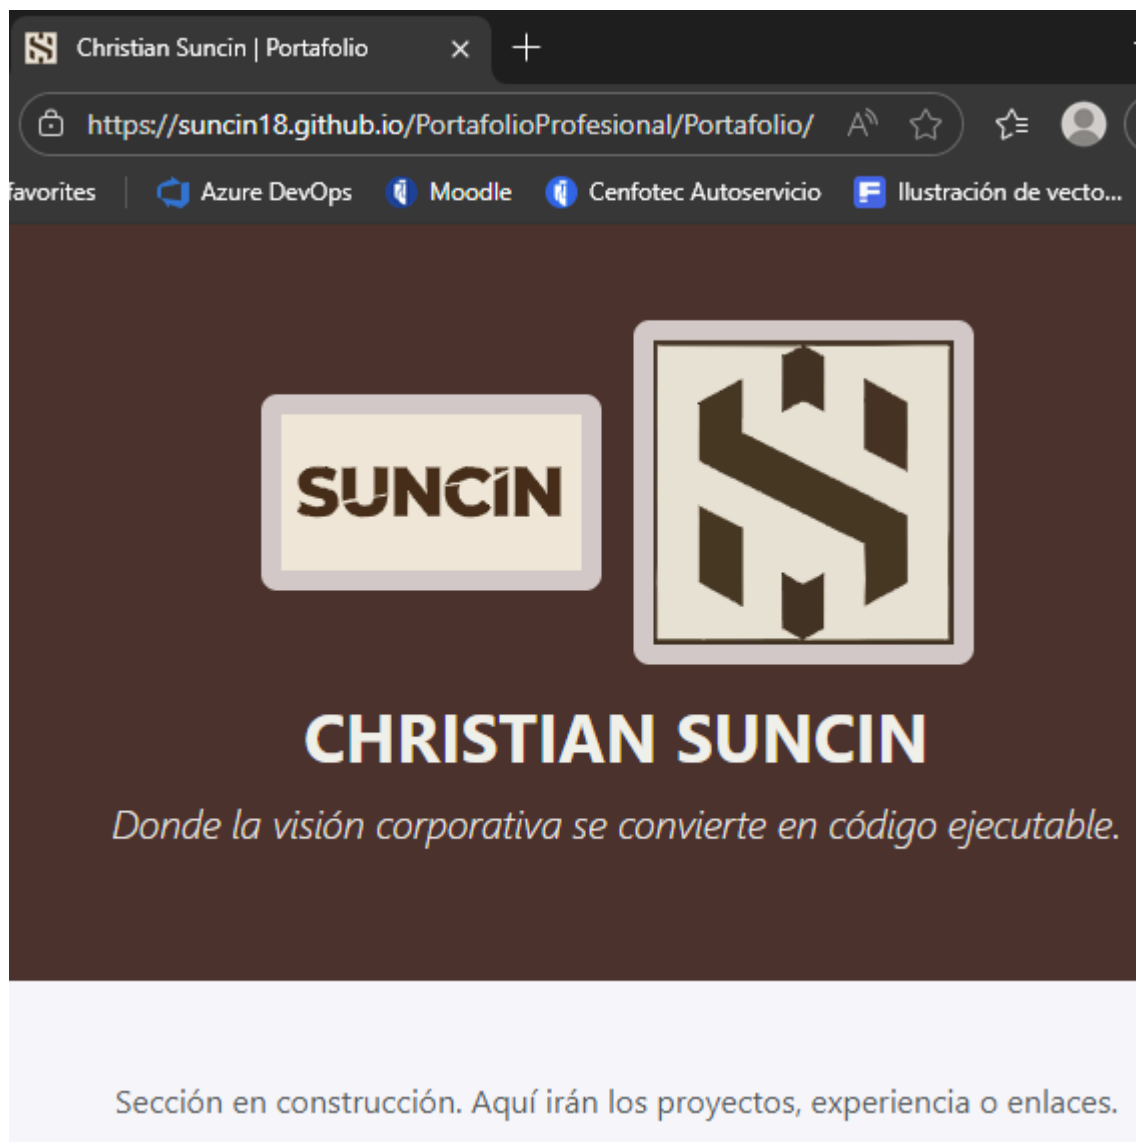 Christian Suncin | Portafolio
https://suncin18.github.io/PortafolioProfesional/Portafolio/
favorites Azure DevOps Moodle Cenfotec Autoservicio Ilustración de vecto...
SUNCiN
CHRISTIAN SUNCIN
Donde la visión corporativa se convierte en código ejecutable.
Sección en construcción. Aquí irán los proyectos, experiencia o enlaces.